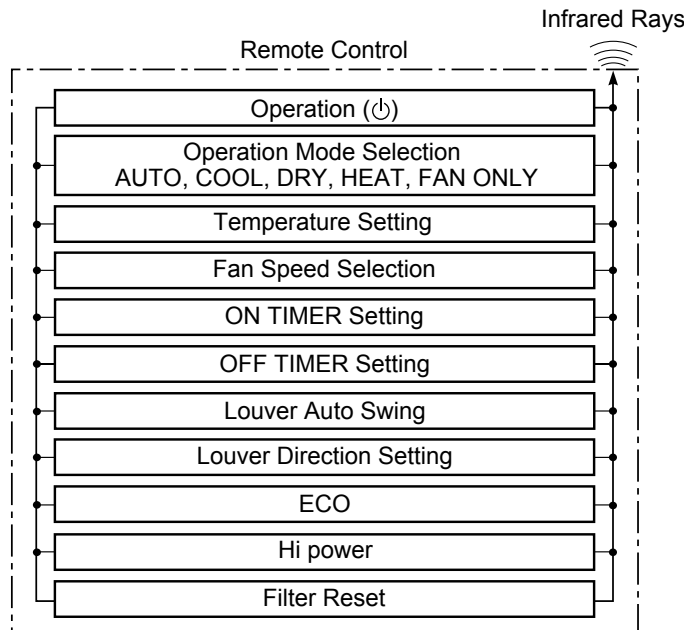 Infrared Rays
Remote Control
Operation (⏻)
Operation Mode Selection
AUTO, COOL, DRY, HEAT, FAN ONLY
Temperature Setting
Fan Speed Selection
ON TIMER Setting
OFF TIMER Setting
Louver Auto Swing
Louver Direction Setting
ECO
Hi power
Filter Reset